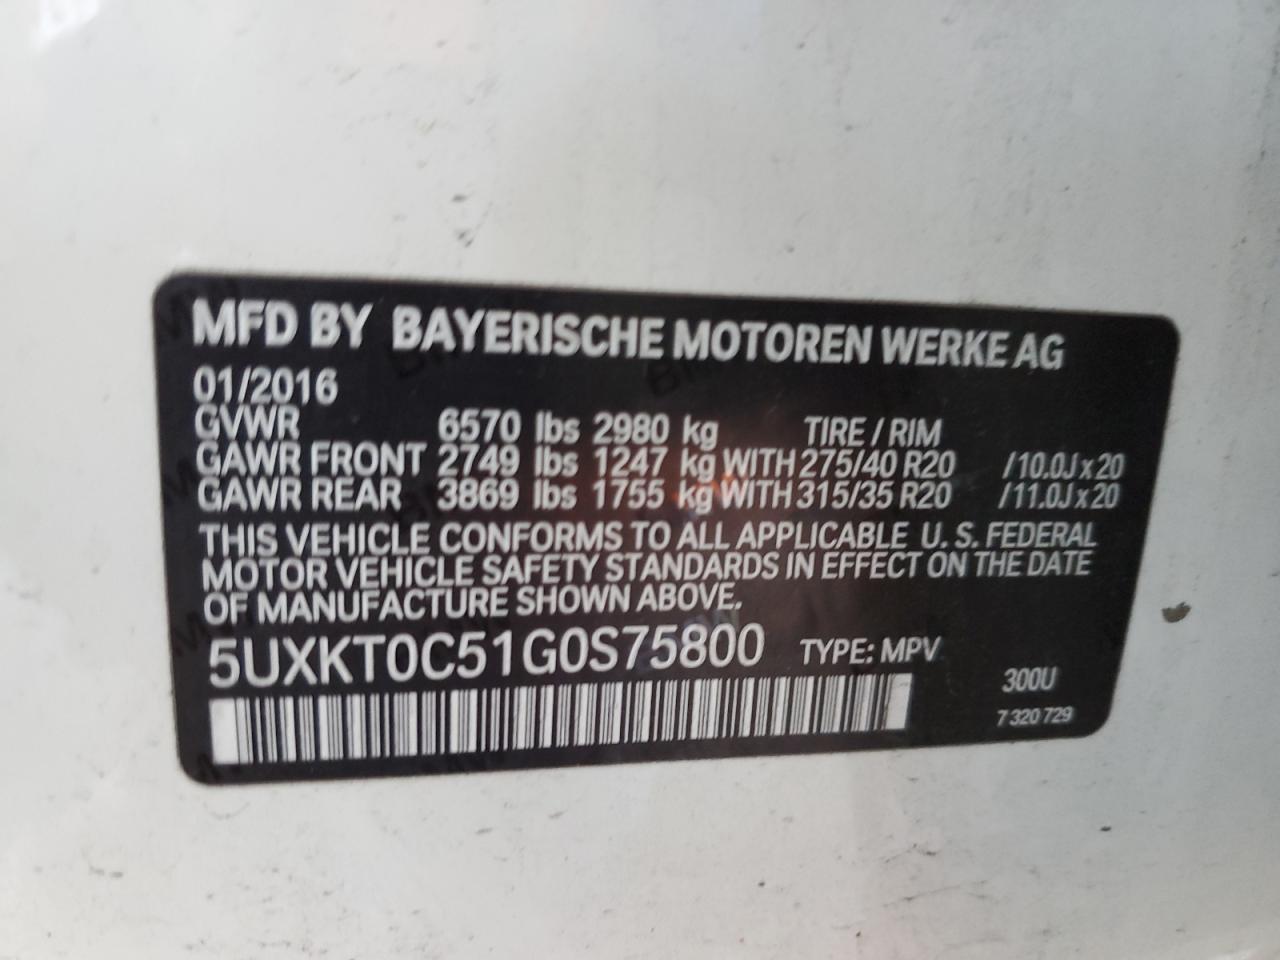 MFD BY BAYERISCHE MOTOREN WERKE AG
01/2016
GVWR 6570 lbs 2980 kg TIRE / RIM
GAWR FRONT 2749 lbs 1247 kg WITH 275/40 R20 /10.0J x 20
GAWR REAR 3869 lbs 1755 kg WITH 315/35 R20 /11.0J x 20
THIS VEHICLE CONFORMS TO ALL APPLICABLE U. S. FEDERAL
MOTOR VEHICLE SAFETY STANDARDS IN EFFECT ON THE DATE
OF MANUFACTURE SHOWN ABOVE.
5UXKT0C51G0S75800 TYPE: MPV
300U
7 320 729